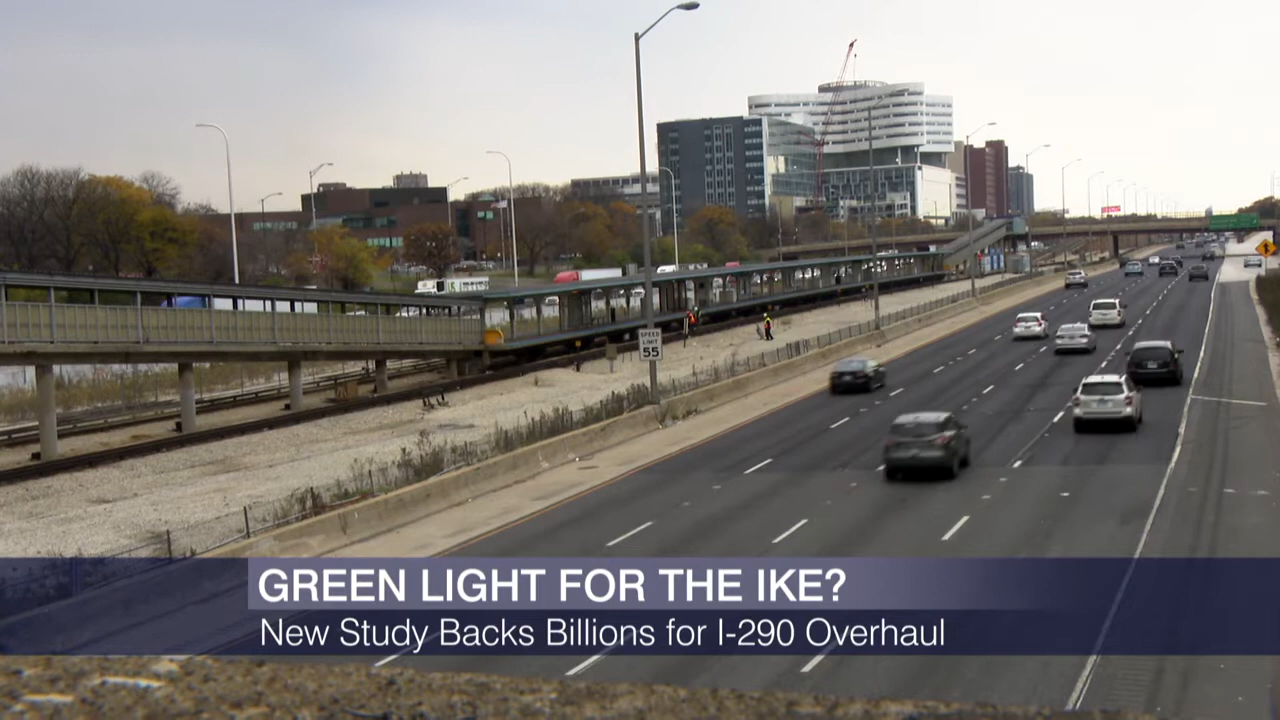 SPEED
LIMIT
55
GREEN LIGHT FOR THE IKE?
New Study Backs Billions for I-290 Overhaul